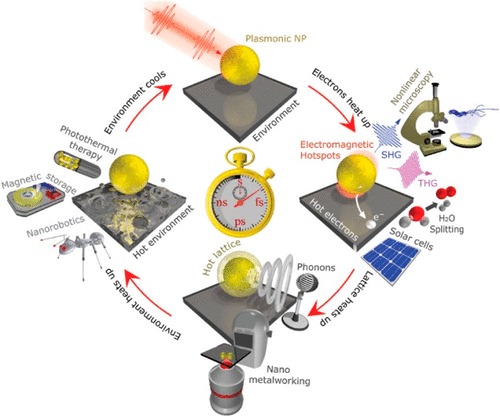 Plasmonic NP
Environment
Environment cools
Electrons heat up
Nonlinear microscopy
SHG
THG
Electromagnetic
Hotspots
e-
Hot electrons
H2O
Splitting
Solar cells
Photothermal
therapy
Magnetic storage
Nanorobotics
Hot environment
ns
fs
ps
Hot lattice
Phonons
Lattice heats up
Environment heats up
Nano
metalworking